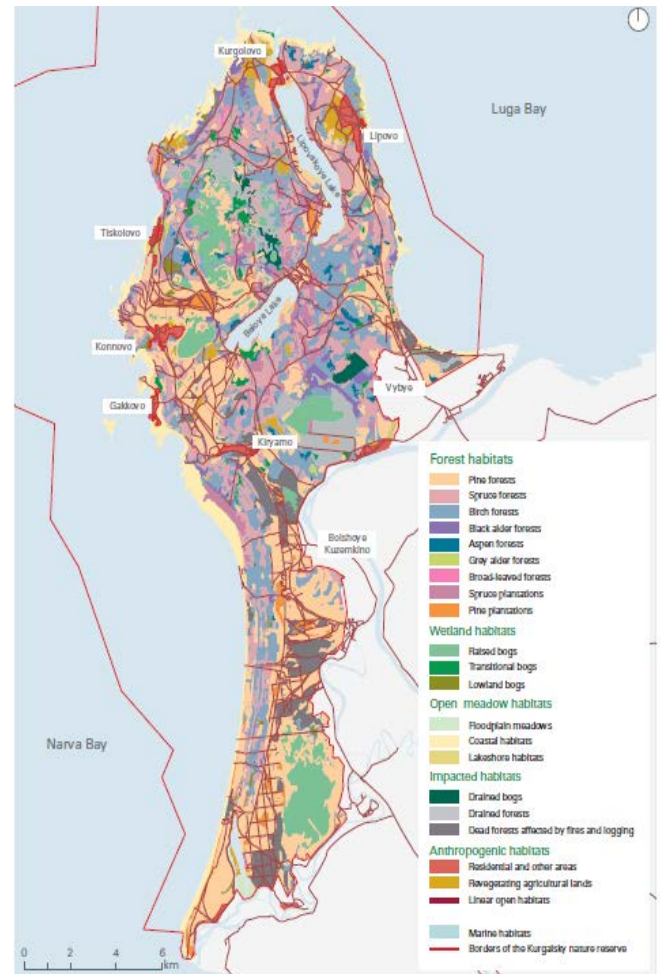 Kurgolovo
Luga Bay
Lipovo
Lipovskoye Lake
Tiskolovo
Beloye Lake
Konnovo
Vybye
Gakkovo
Kiryamo
Bolshoye
Kuzemkino
Narva Bay
Forest habitats
Pine forests
Spruce forests
Birch forests
Black alder forests
Aspen forests
Grey alder forests
Broad-leaved forests
Spruce plantations
Pine plantations
Wetland habitats
Raised bogs
Transitional bogs
Lowland bogs
Open meadow habitats
Floodplain meadows
Coastal habitats
Lakeshore habitats
Impacted habitats
Drained bogs
Drained forests
Dead forests affected by fires and logging
Anthropogenic habitats
Residential and other areas
Revegetating agricultural lands
Linear open habitats
Marine habitats
Borders of the Kurgalsky nature reserve
0 2 4 6
km